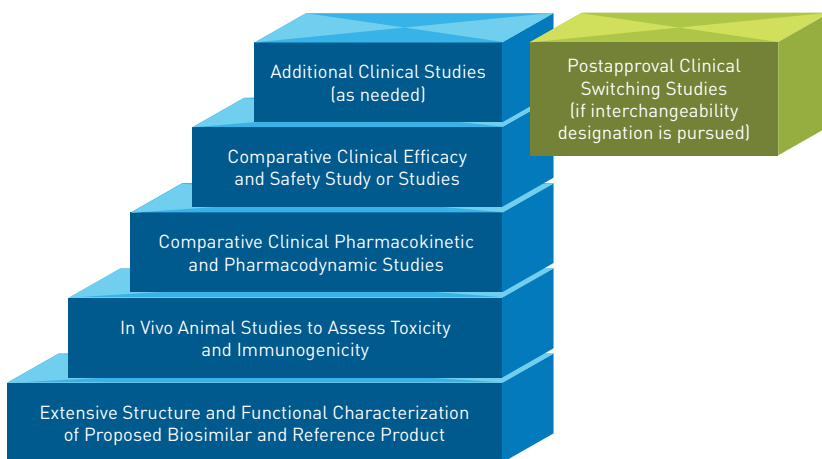 Additional Clinical Studies
(as needed)
Postapproval Clinical
Switching Studies
(if interchangeability
designation is pursued)
Comparative Clinical Efficacy
and Safety Study or Studies
Comparative Clinical Pharmacokinetic
and Pharmacodynamic Studies
In Vivo Animal Studies to Assess Toxicity
and Immunogenicity
Extensive Structure and Functional Characterization
of Proposed Biosimilar and Reference Product